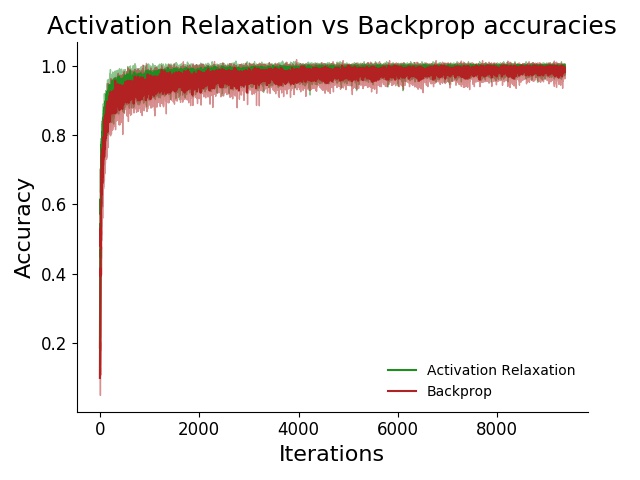 Activation Relaxation vs Backprop accuracies
1.0
0.8
0.6
0.4
0.2
Accuracy
Activation Relaxation
Backprop
0 2000 4000 6000 8000
Iterations